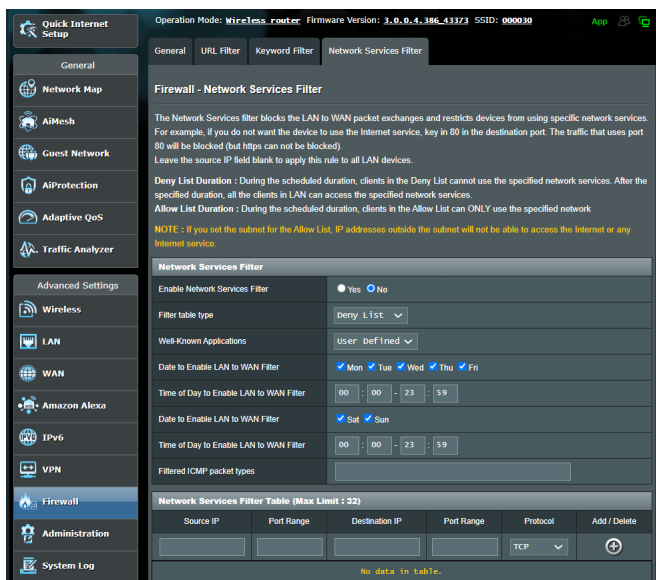 Quick Internet
Setup
General
Network Map
AiMesh
Guest Network
AiProtection
Adaptive QoS
Traffic Analyzer
Advanced Settings
Wireless
LAN
WAN
Amazon Alexa
IPv6
VPN
Firewall
Administration
System Log
Operation Mode: Wireless router Firmware Version: 3.0.0.4.386_43373 SSID: 000030
App
General URL Filter Keyword Filter Network Services Filter
Firewall - Network Services Filter
The Network Services filter blocks the LAN to WAN packet exchanges and restricts devices from using specific network services.
For example, if you do not want the device to use the Internet service, key in 80 in the destination port. The traffic that uses port
80 will be blocked (but https can not be blocked).
Leave the source IP field blank to apply this rule to all LAN devices.
Deny List Duration : During the scheduled duration, clients in the Deny List cannot use the specified network services. After the
specified duration, all the clients in LAN can access the specified network services.
Allow List Duration : During the scheduled duration, clients in the Allow List can ONLY use the specified network
NOTE : If you set the subnet for the Allow List, IP addresses outside the subnet will not be able to access the Internet or any
Internet service.
Network Services Filter
Enable Network Services Filter Yes No
Filter table type Deny List
Well-Known Applications User Defined
Date to Enable LAN to WAN Filter Mon Tue Wed Thu Fri
Time of Day to Enable LAN to WAN Filter 00 : 00 - 23 : 59
Date to Enable LAN to WAN Filter Sat Sun
Time of Day to Enable LAN to WAN Filter 00 : 00 - 23 : 59
Filtered ICMP packet types
Network Services Filter Table (Max Limit : 32)
Source IP Port Range Destination IP Port Range Protocol Add / Delete
TCP
No data in table.